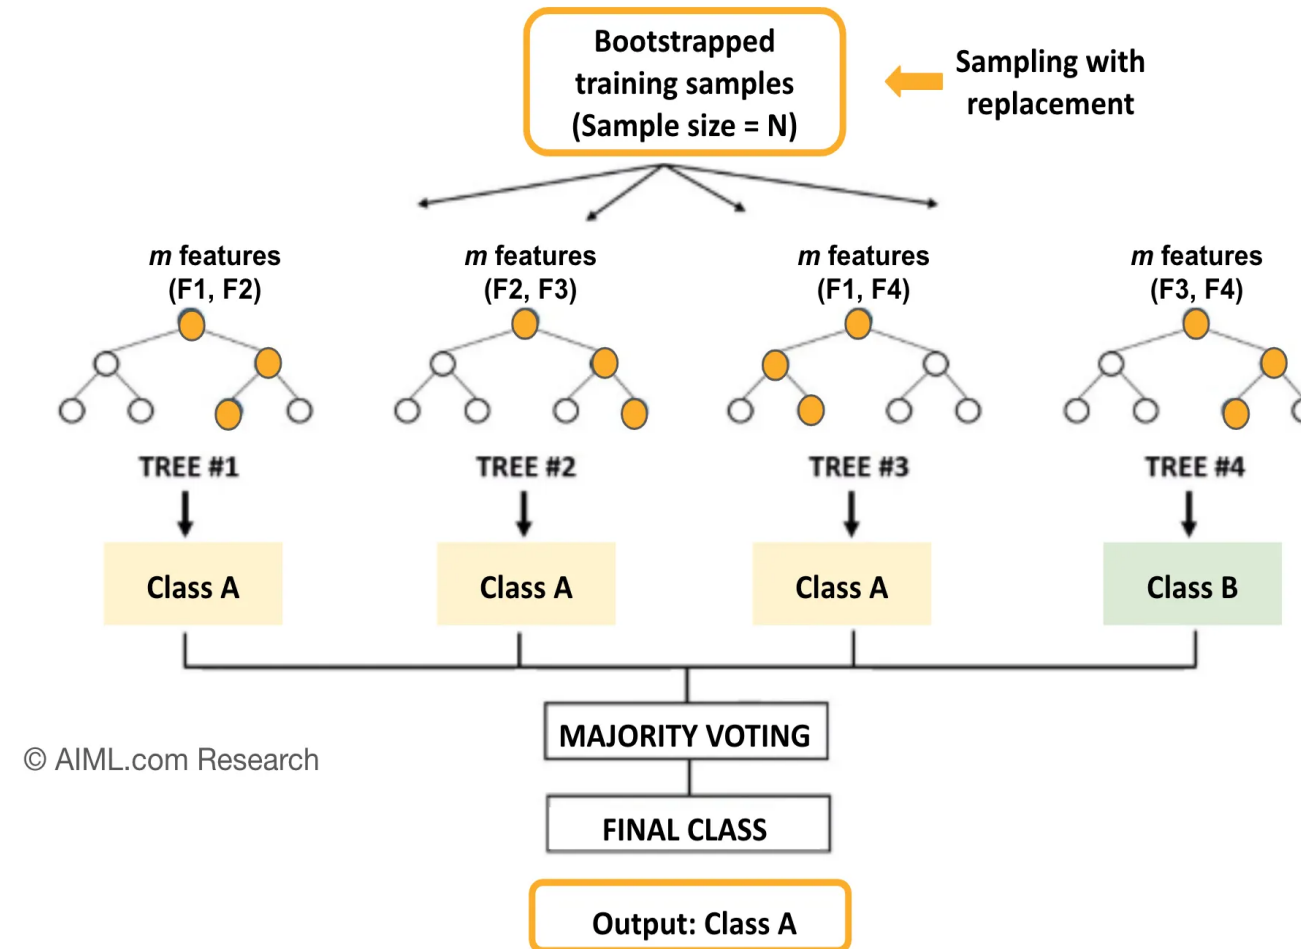 Bootstrapped
training samples
(Sample size = N)
Sampling with
replacement
m features
(F1, F2)
m features
(F2, F3)
m features
(F1, F4)
m features
(F3, F4)
TREE #1
TREE #2
TREE #3
TREE #4
Class A
Class A
Class A
Class B
MAJORITY VOTING
© AIML.com Research
FINAL CLASS
Output: Class A